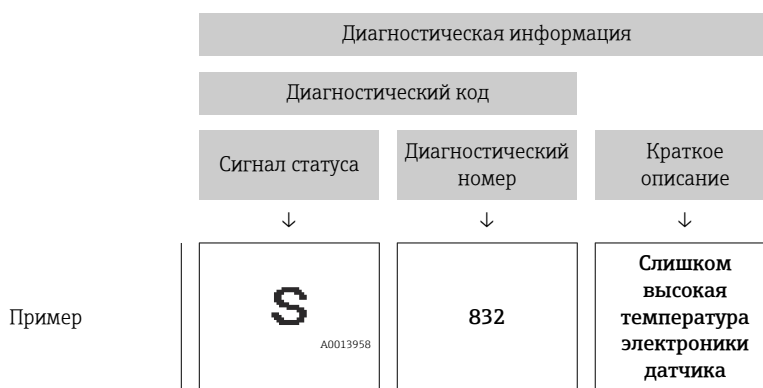 Диагностическая информация
Диагностический код
Сигнал статуса
Диагностический
номер
Краткое
описание
↓ ↓ ↓
Пример
S
A0013958
832
Слишком
высокая
температура
электроники
датчика